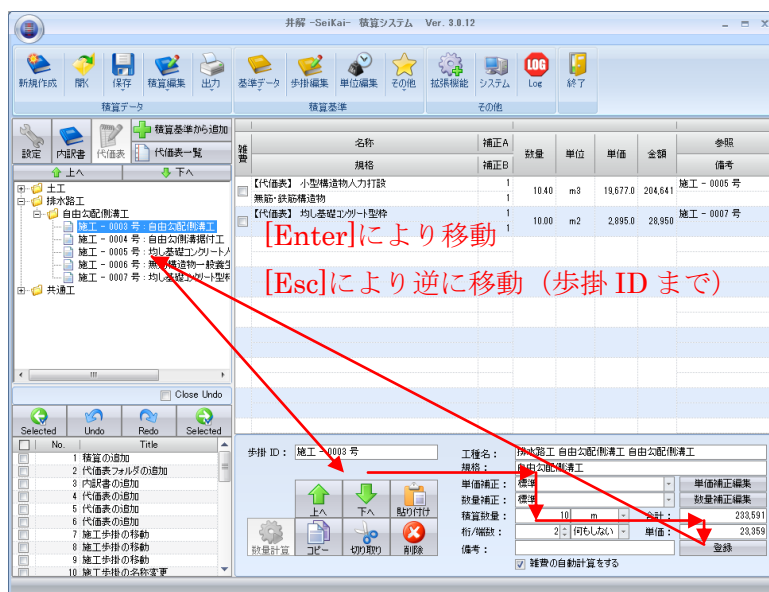 井解 -SeiKai- 積算システム Ver. 3.0.12
新規作成 開く 保存 積算編集 出力 基準データ 歩掛編集 単位編集 その他 拡張機能 システム Log 終了
積算データ 積算基準 その他
設定 内訳書 代価表 積算基準から追加
代価表一覧
上へ 下へ
土工
排水路工
自由勾配側溝工
施工 - 0003 号 : 自由勾配側溝工
施工 - 0004 号 : 自由勾側溝据付工
施工 - 0005 号 : 均し基礎コンクリート人
施工 - 0006 号 : 無筋構造物一般養生
施工 - 0007 号 : 均し基礎コンクリート型枠
共通工
雑費 名称 補正A 数量 単位 単価 金額 参照
規格 補正B 備考
【代価表】 小型構造物人力打設 1 10.40 m3 19,677.0 204,641 施工 - 0005 号
無筋・鉄筋構造物 1
【代価表】 均し基礎コンクリート型枠 1 10.00 m2 2,895.0 28,950 施工 - 0007 号
1
[Enter]により移動
[Esc]により逆に移動（歩掛 ID まで）
Close Undo
Selected Undo Redo Selected
No. Title
1 積算の追加
2 代価表フォルダの追加
3 内訳書の追加
4 代価表の追加
5 代価表の追加
6 代価表の追加
7 施工歩掛の移動
8 施工歩掛の移動
9 施工歩掛の移動
10 施工歩掛の名称変更
歩掛 ID : 施工 - 0003 号
上へ 下へ 貼り付け
数量計算 コピー 切り取り 削除
工種名 : 排水路工 自由勾配側溝工 自由勾配側溝工
規格 : 自由勾配側溝工
単価補正 : 標準 単価補正編集
数量補正 : 標準 数量補正編集
積算数量 : 10 m 合計 : 233,591
桁/端数 : 2 何もしない 単価 : 23,359
備考 : 登録
雑費の自動計算をする